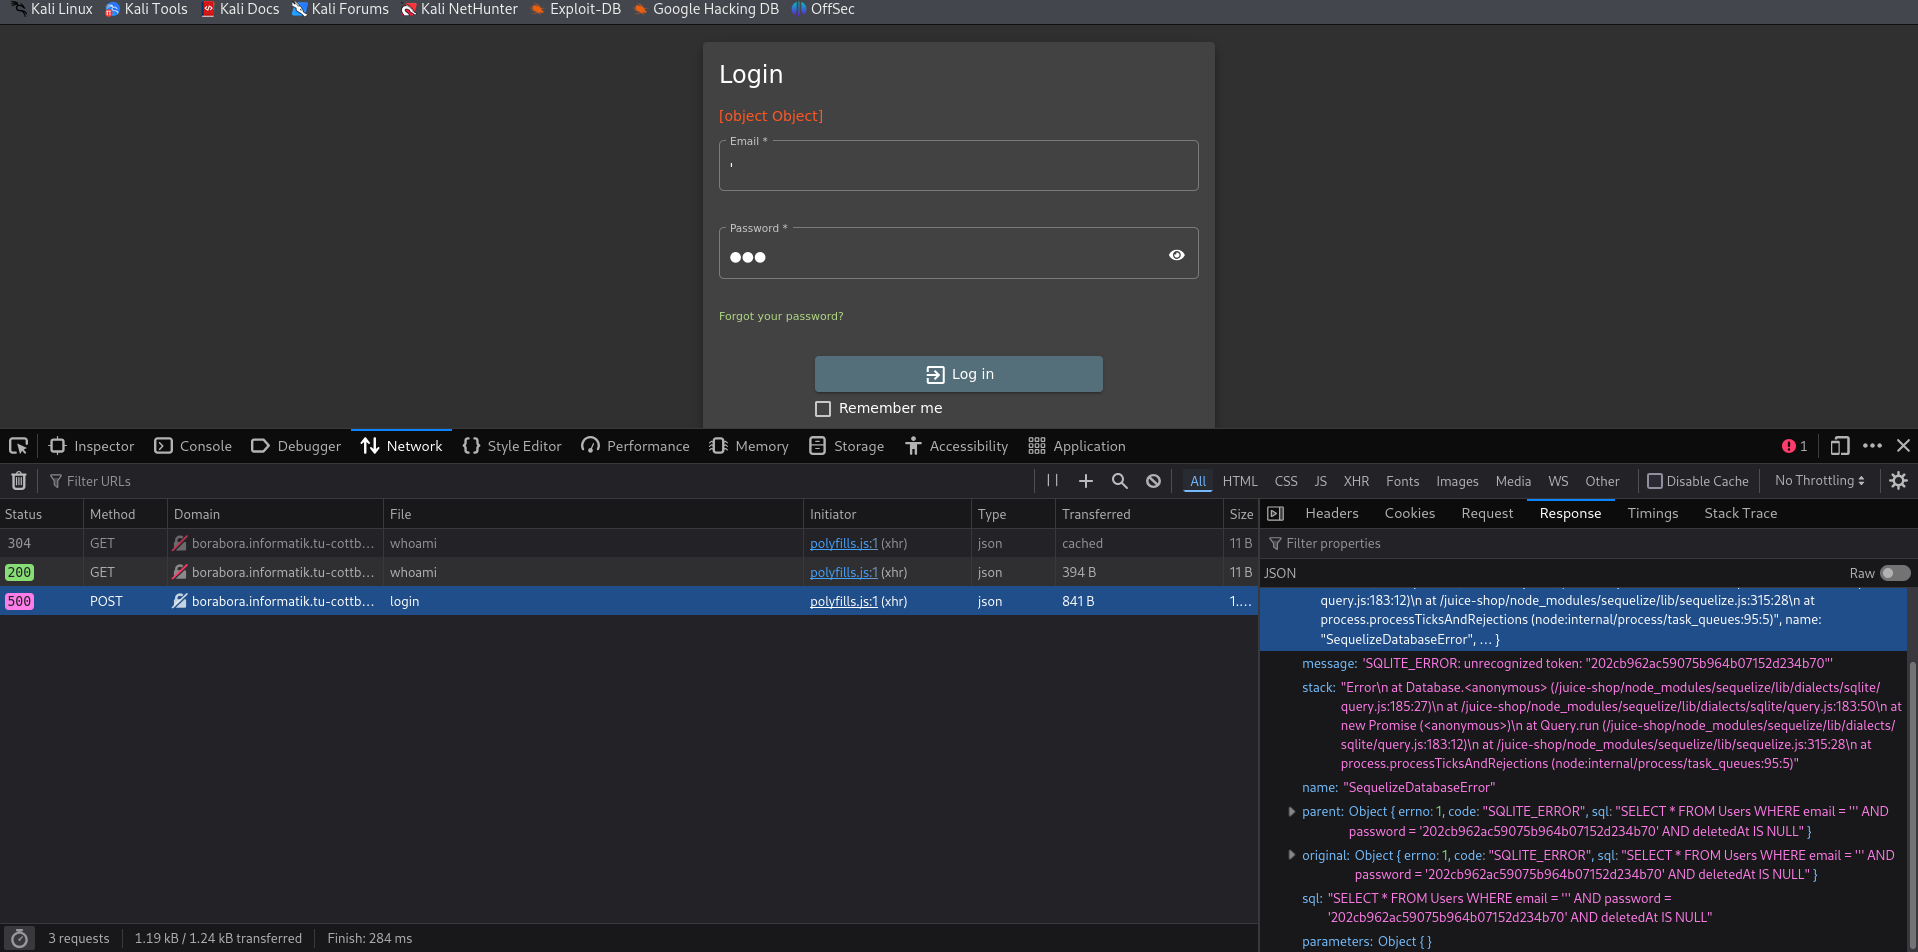 Kali Linux Kali Tools Kali Docs Kali Forums Kali NetHunter Exploit-DB Google Hacking DB OffSec
Login
[object Object]
Email *
'
Password *
Forgot your password?
Log in
Remember me
Inspector Console Debugger Network Style Editor Performance Memory Storage Accessibility Application 1
Filter URLs All HTML CSS JS XHR Fonts Images Media WS Other Disable Cache No Throttling
Status Method Domain File Initiator Type Transferred Size
304 GET borabora.informatik.tu-cottb... whoami polyfills.js:1 (xhr) json cached 11 B
200 GET borabora.informatik.tu-cottb... whoami polyfills.js:1 (xhr) json 394 B 11 B
500 POST borabora.informatik.tu-cottb... login polyfills.js:1 (xhr) json 841 B 1....
Headers Cookies Request Response Timings Stack Trace
Filter properties
JSON Raw
query.js:183:12)\n at /juice-shop/node_modules/sequelize/lib/sequelize.js:315:28\n at
process.processTicksAndRejections (node:internal/process/task_queues:95:5)", name:
"SequelizeDatabaseError", ... }
message: 'SQLITE_ERROR: unrecognized token: "202cb962ac59075b964b07152d234b70"'
stack: "Error\n at Database.<anonymous> (/juice-shop/node_modules/sequelize/lib/dialects/sqlite/
query.js:185:27)\n at /juice-shop/node_modules/sequelize/lib/dialects/sqlite/query.js:183:50\n at
new Promise (<anonymous>)\n at Query.run (/juice-shop/node_modules/sequelize/lib/dialects/
sqlite/query.js:183:12)\n at /juice-shop/node_modules/sequelize/lib/sequelize.js:315:28\n at
process.processTicksAndRejections (node:internal/process/task_queues:95:5)"
name: "SequelizeDatabaseError"
parent: Object { errno: 1, code: "SQLITE_ERROR", sql: "SELECT * FROM Users WHERE email = ''' AND
password = '202cb962ac59075b964b07152d234b70' AND deletedAt IS NULL" }
original: Object { errno: 1, code: "SQLITE_ERROR", sql: "SELECT * FROM Users WHERE email = ''' AND
password = '202cb962ac59075b964b07152d234b70' AND deletedAt IS NULL" }
sql: "SELECT * FROM Users WHERE email = ''' AND password =
'202cb962ac59075b964b07152d234b70' AND deletedAt IS NULL"
parameters: Object { }
3 requests 1.19 kB / 1.24 kB transferred Finish: 284 ms